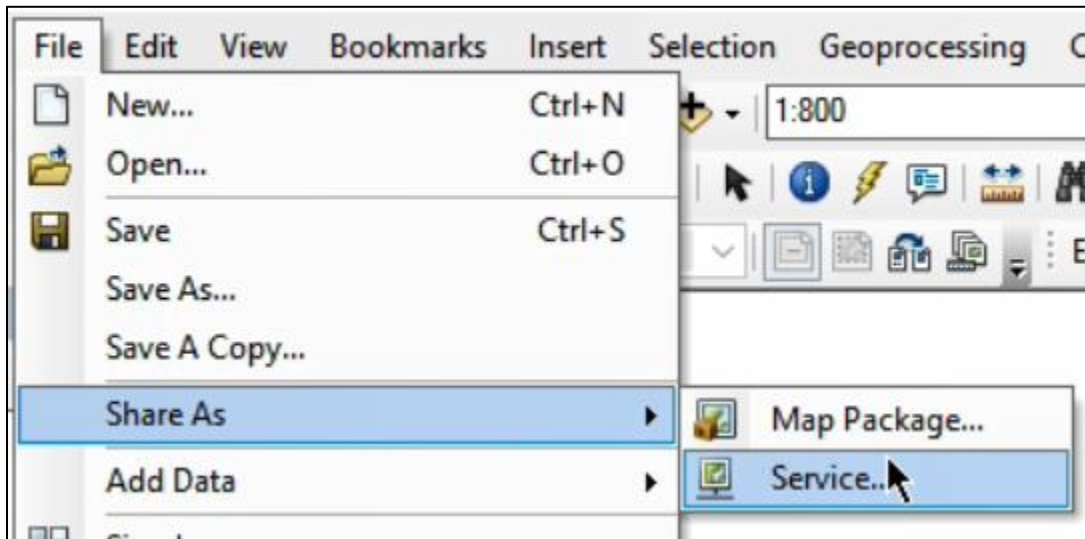 File Edit View Bookmarks Insert Selection Geoprocessing
New... Ctrl+N
1:800
Open... Ctrl+O
Save Ctrl+S
Save As...
Save A Copy...
Share As
Map Package...
Add Data
Service..